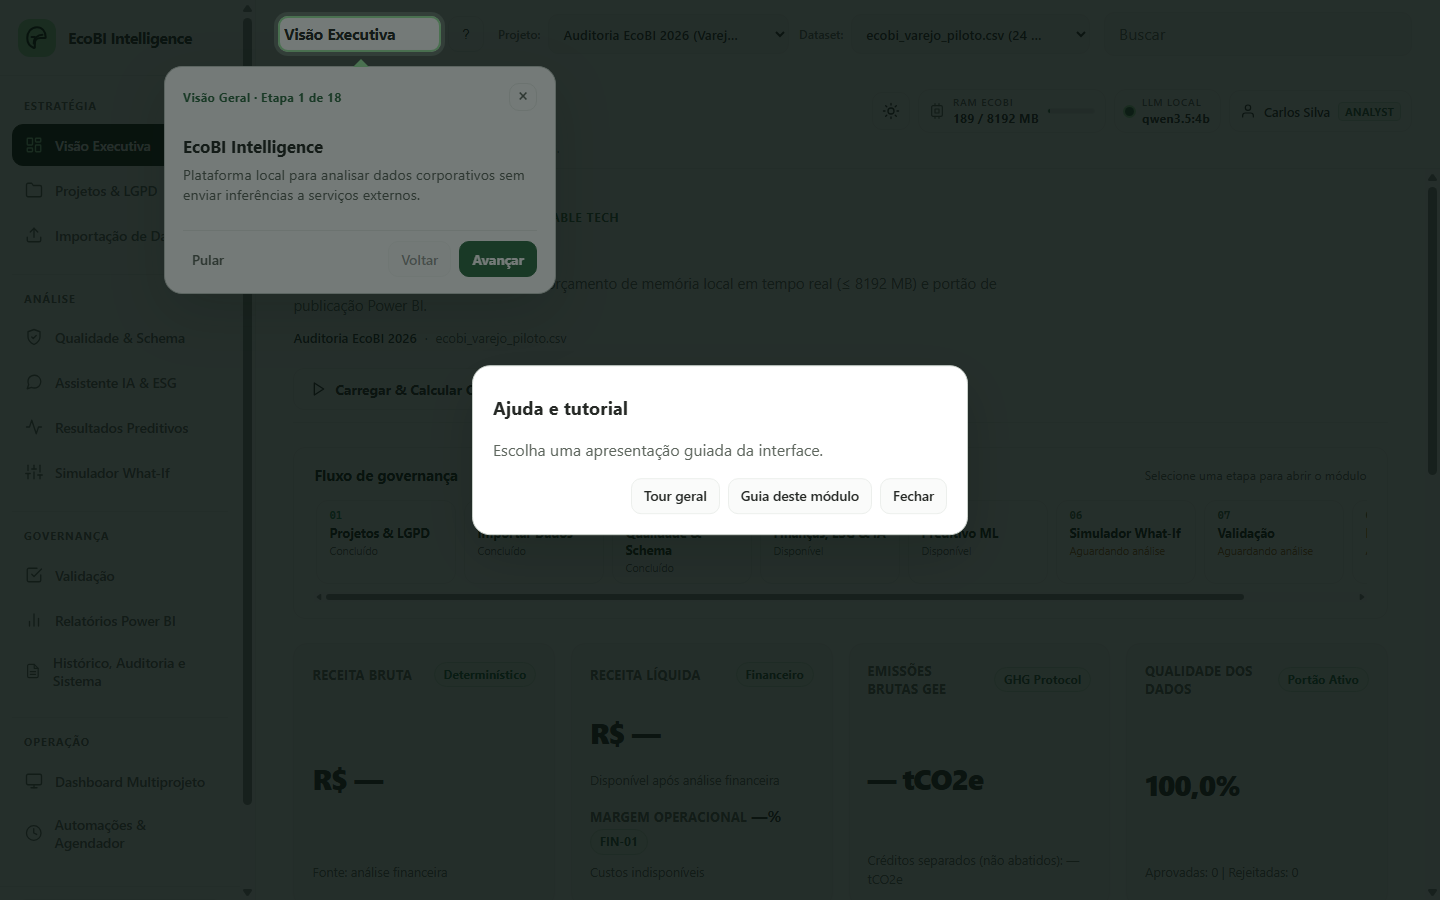 EcoBI Intelligence
Visão Executiva
?
Projeto:
Auditoria EcoBI 2026 (Varej...
Dataset:
ecobi_varejo_piloto.csv (24 ...
Buscar
RAM ECOBI
189 / 8192 MB
LLM LOCAL
qwen3.5:4b
Carlos Silva
ANALYST
ESTRATÉGIA
Visão Executiva
Projetos & LGPD
Importação de Da
ANÁLISE
Qualidade & Schema
Assistente IA & ESG
Resultados Preditivos
Simulador What-If
GOVERNANÇA
Validação
Relatórios Power BI
Histórico, Auditoria e
Sistema
OPERAÇÃO
Dashboard Multiprojeto
Automações &
Agendador
Visão Geral · Etapa 1 de 18
×
EcoBI Intelligence
Plataforma local para analisar dados corporativos sem
enviar inferências a serviços externos.
Pular
Voltar
Avançar
ABLE TECH
rçamento de memória local em tempo real (≤ 8192 MB) e portão de
publicação Power BI.
Auditoria EcoBI 2026 · ecobi_varejo_piloto.csv
Carregar & Calcular
Ajuda e tutorial
Escolha uma apresentação guiada da interface.
Tour geral
Guia deste módulo
Fechar
Fluxo de governança
Selecione uma etapa para abrir o módulo
01
Projetos & LGPD
Concluído
Importar Dados
Concluído
Qualidade &
Schema
Concluído
Finanças, ESG & IA
Disponível
Preditivo ML
Disponível
06
Simulador What-If
Aguardando análise
07
Validação
Aguardando análise
RECEITA BRUTA
Determinístico
R$ —
Fonte: análise financeira
RECEITA LÍQUIDA
Financeiro
R$ —
Disponível após análise financeira
MARGEM OPERACIONAL —%
FIN-01
Custos indisponíveis
EMISSÕES
BRUTAS GEE
GHG Protocol
— tCO2e
Créditos separados (não abatidos): —
tCO2e
QUALIDADE DOS
DADOS
Portão Ativo
100,0%
Aprovadas: 0 | Rejeitadas: 0